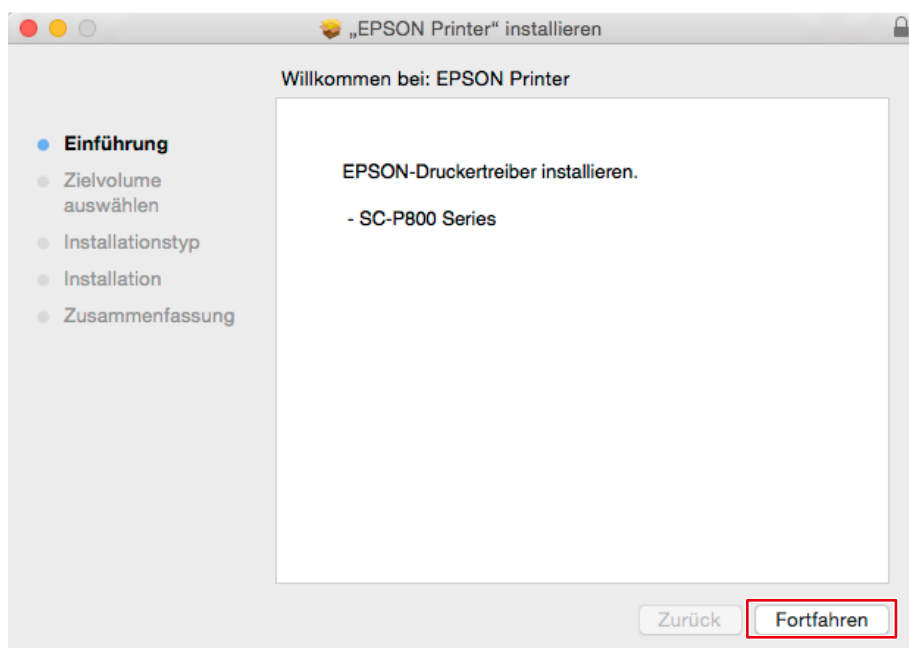 „EPSON Printer“ installieren
Willkommen bei: EPSON Printer
Einführung
Zielvolume
auswählen
Installationstyp
Installation
Zusammenfassung
EPSON-Druckertreiber installieren.
- SC-P800 Series
Zurück
Fortfahren